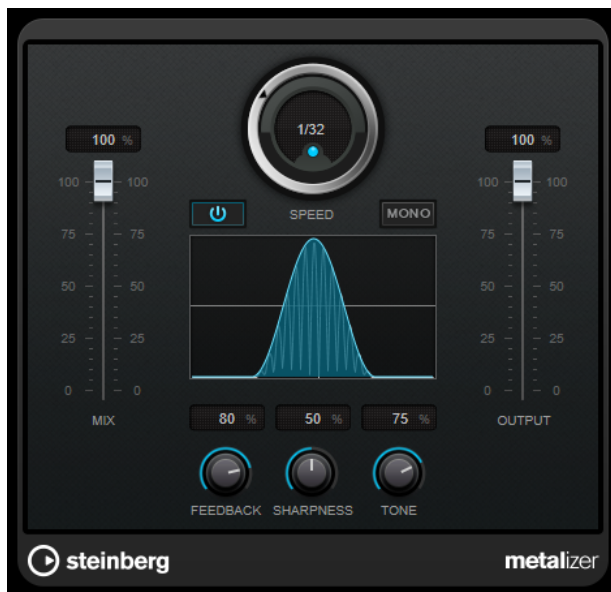 1/32
100 %
100 %
SPEED
MONO
100 100
75 75
50 50
25 25
0 0
MIX
100 100
75 75
50 50
25 25
0 0
OUTPUT
80 %
50 %
75 %
FEEDBACK
SHARPNESS
TONE
steinberg
metalizer